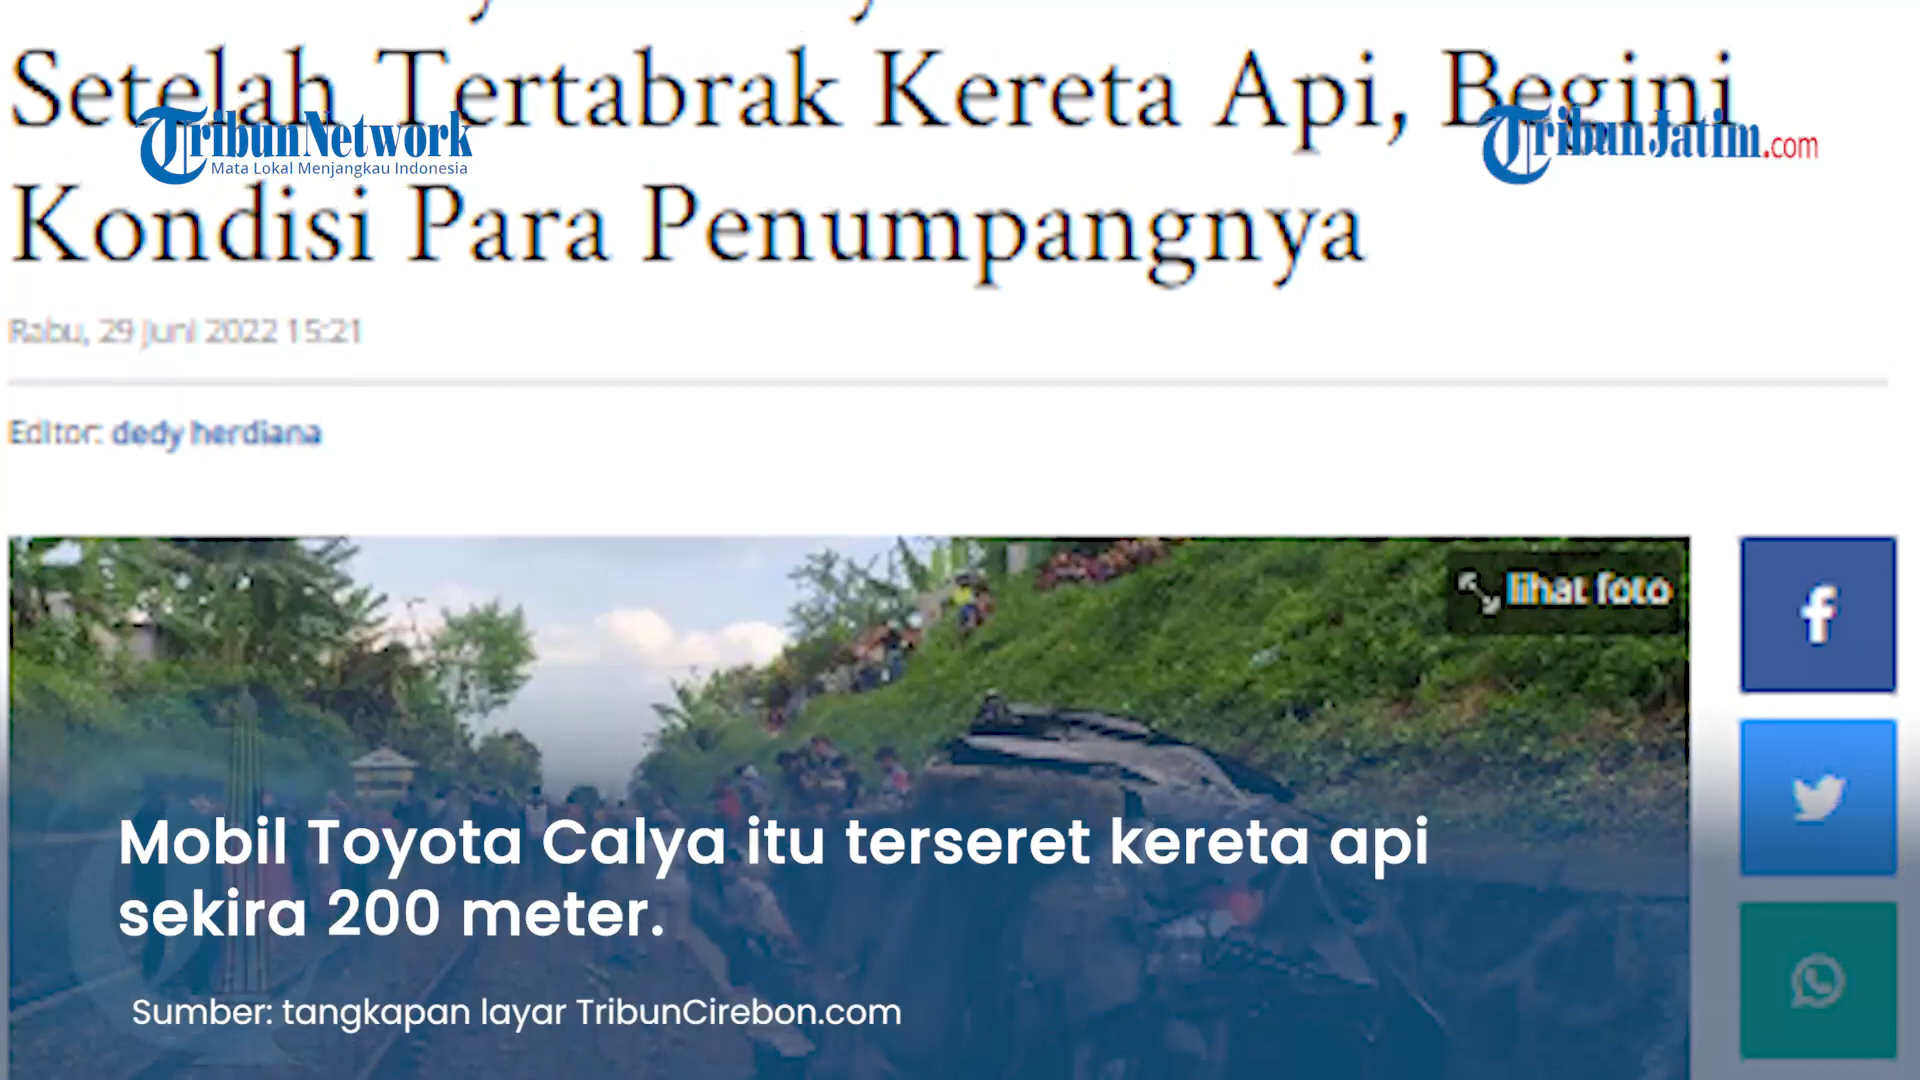 Setelah Tertabrak Kereta Api, Begini
TribunNetwork
Mata Lokal Menjangkau Indonesia
TribunJatim.com
Kondisi Para Penumpangnya
Rabu, 29 Juni 2022 15:21
Editor: dedy herdiana
lihat foto
Mobil Toyota Calya itu terseret kereta api
sekira 200 meter.
Sumber: tangkapan layar TribunCirebon.com